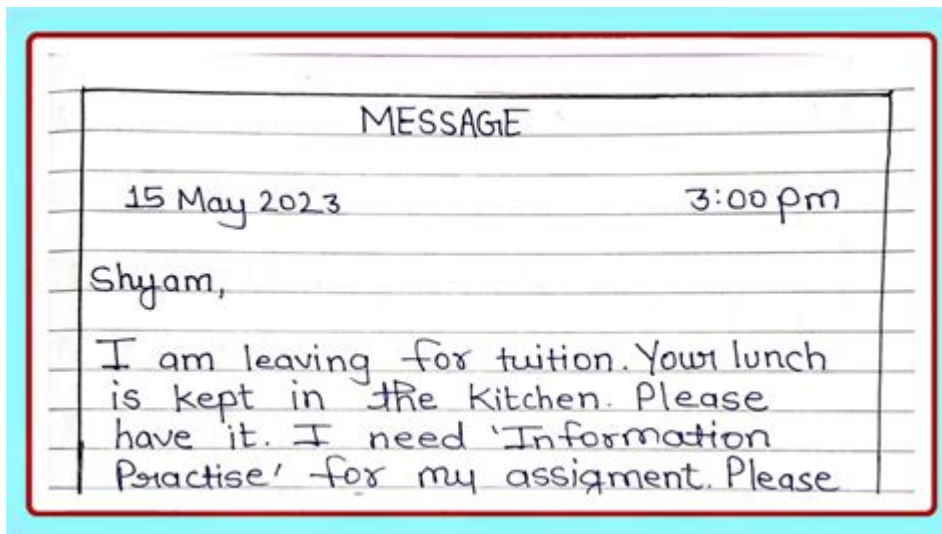 MESSAGE
15 May 2023 3:00 pm
Shyam,
I am leaving for tuition. Your lunch
is kept in the kitchen. Please
have it. I need 'Information
Practise' for my assigment. Please